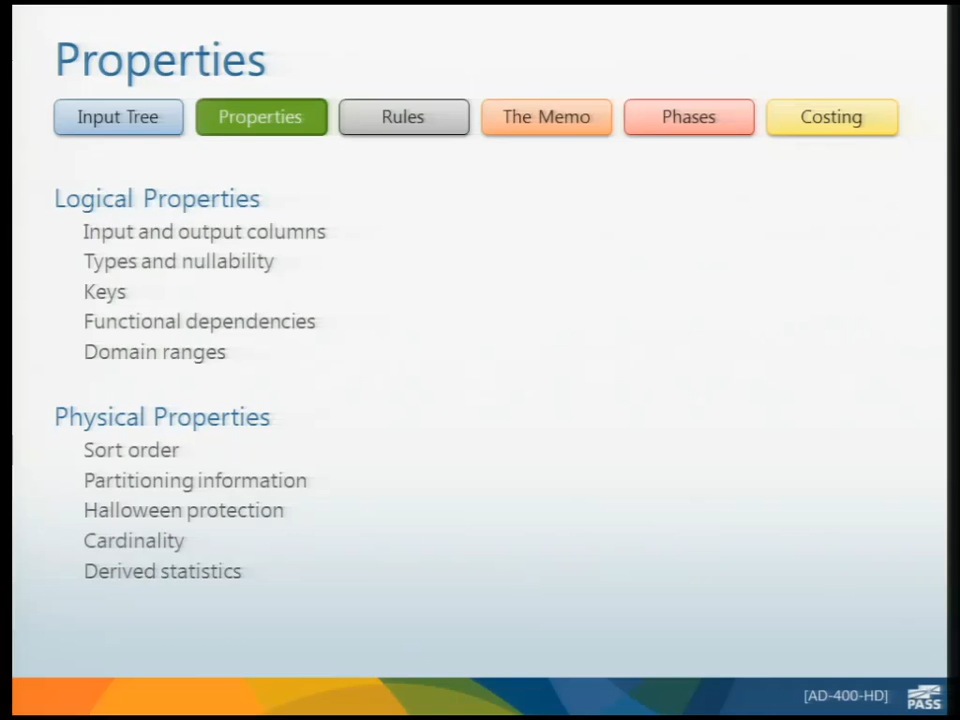 Properties
Input Tree
Properties
Rules
The Memo
Phases
Costing
Logical Properties
Input and output columns
Types and nullability
Keys
Functional dependencies
Domain ranges
Physical Properties
Sort order
Partitioning information
Halloween protection
Cardinality
Derived statistics
[AD-400-HD]
PASS